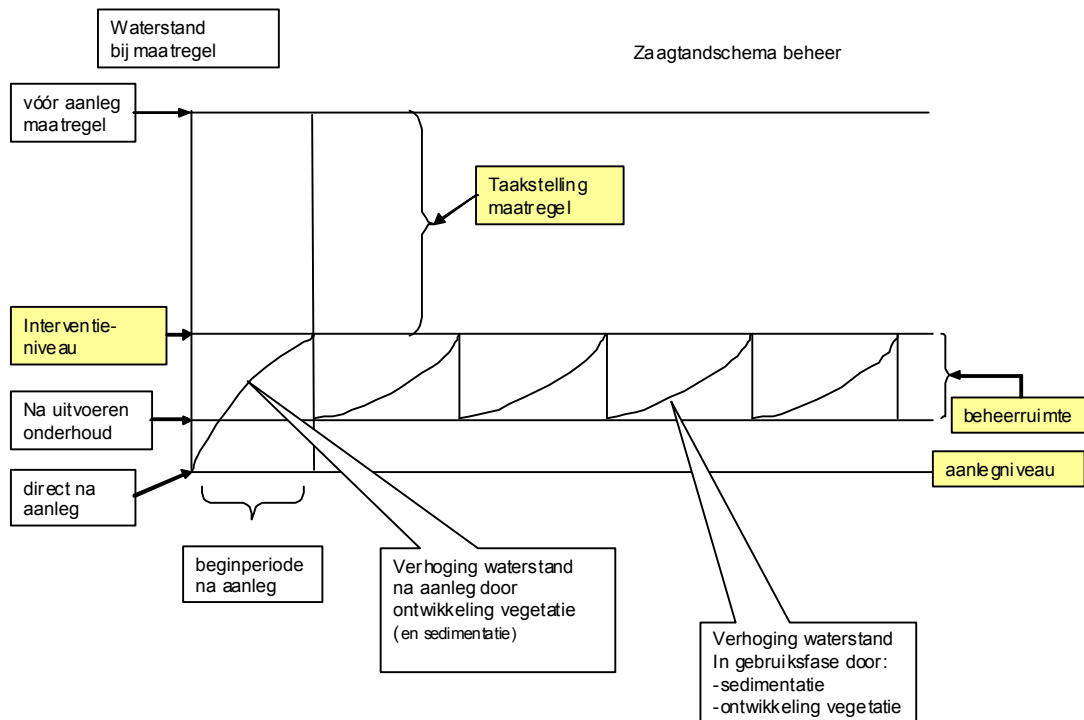 Waterstand
bij maatregel
Zaagtandschema beheer
vóór aanleg
maatregel
Taakstelling
maatregel
Interventie-
niveau
Na uitvoeren
onderhoud
beheerruimte
direct na
aanleg
aanlegniveau
beginperiode
na aanleg
Verhoging waterstand
na aanleg door
ontwikkeling vegetatie
(en sedimentatie)
Verhoging waterstand
In gebruiksfase door:
-sedimentatie
-ontwikkeling vegetatie